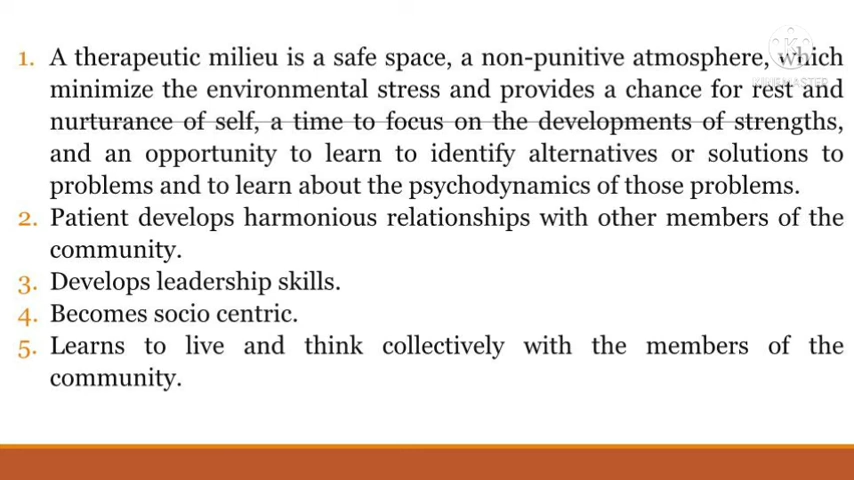 1. A therapeutic milieu is a safe space, a non-punitive atmosphere, which
minimize the environmental stress and provides a chance for rest and
nurturance of self, a time to focus on the developments of strengths,
and an opportunity to learn to identify alternatives or solutions to
problems and to learn about the psychodynamics of those problems.
2. Patient develops harmonious relationships with other members of the
community.
3. Develops leadership skills.
4. Becomes socio centric.
5. Learns to live and think collectively with the members of the
community.
K
KINEMASTER